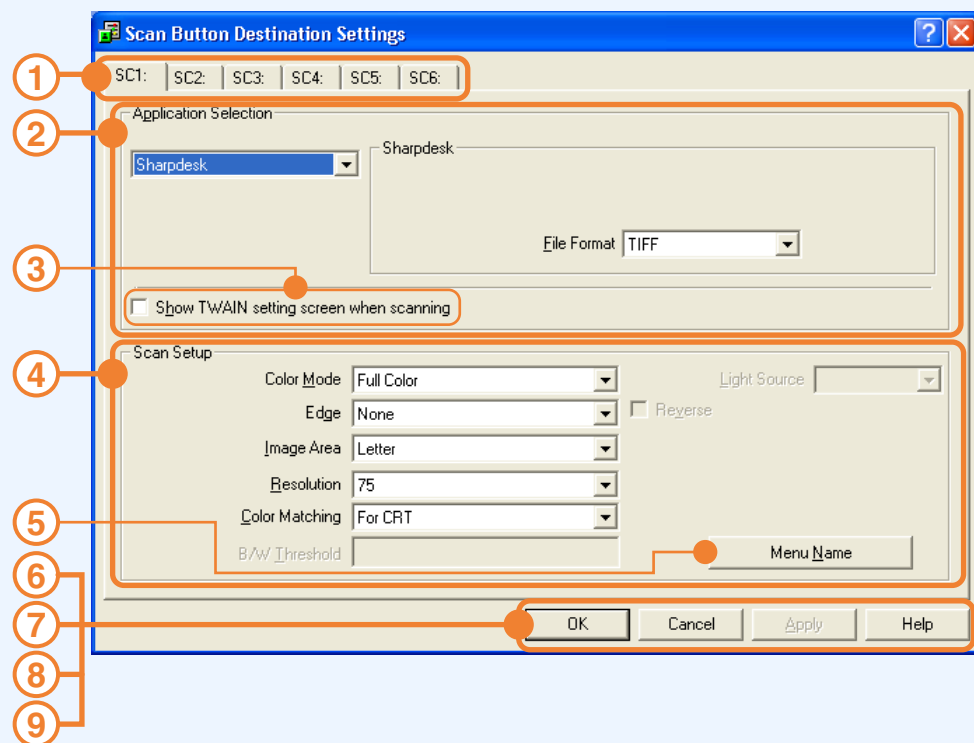 Scan Button Destination Settings
1
SC1: SC2: SC3: SC4: SC5: SC6:
2
Application Selection
Sharpdesk
Sharpdesk
File Format TIFF
3
Show TWAIN setting screen when scanning
4
Scan Setup
Color Mode Full Color
Light Source
Edge None
Reverse
Image Area Letter
Resolution 75
5
Color Matching For CRT
B/W Threshold
Menu Name
6
7
OK Cancel Apply Help
8
9